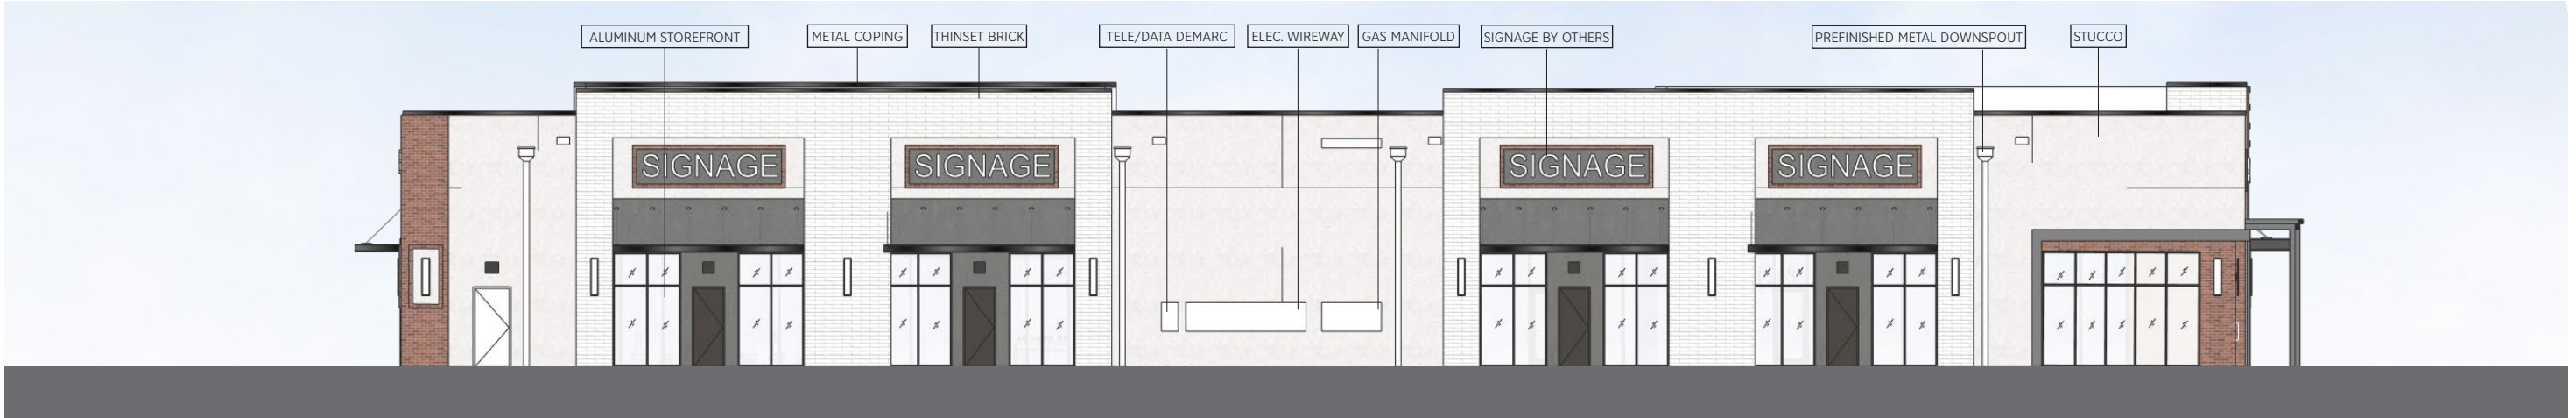 ALUMINUM STOREFRONT
METAL COPING
THINSET BRICK
TELE/DATA DEMARC
ELEC. WIREWAY
GAS MANIFOLD
SIGNAGE BY OTHERS
PREFINISHED METAL DOWNSPOUT
STUCCO
SIGNAGE
SIGNAGE
SIGNAGE
SIGNAGE